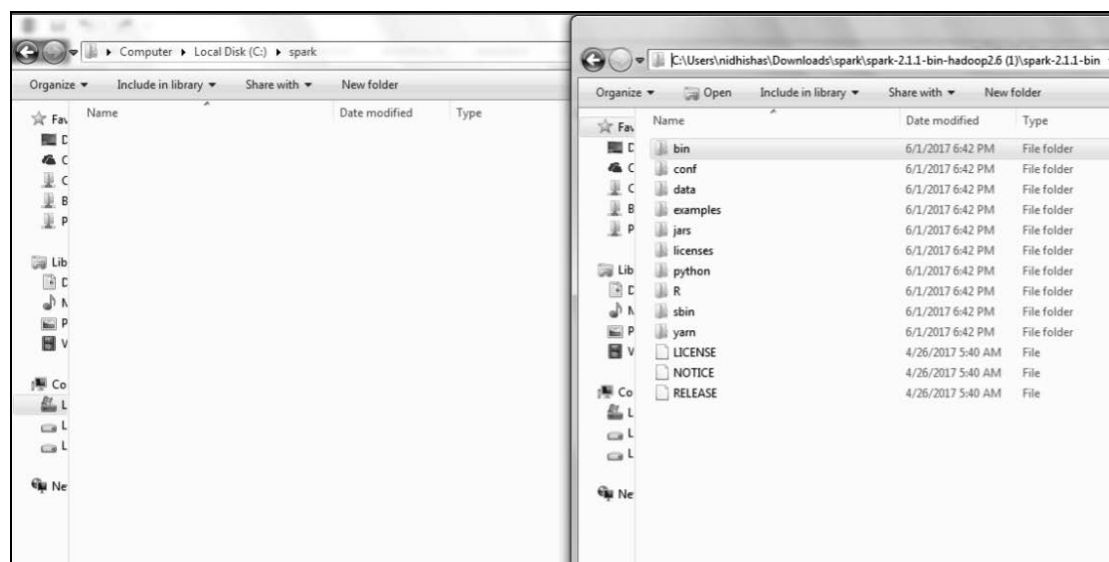 Computer ▸ Local Disk (C:) ▸ spark
Organize ▾ Include in library ▾ Share with ▾ New folder
Name Date modified Type
Fav
D
C
C
B
P
Lib
D
N
P
V
Co
L
L
L
Ne
C:\Users\nidhishas\Downloads\spark\spark-2.1.1-bin-hadoop2.6 (1)\spark-2.1.1-bin
Organize ▾ Open Include in library ▾ Share with ▾ New folder
Name Date modified Type
Fav
D
C
C
B
P
Lib
D
N
P
V
Co
L
L
L
Ne
bin 6/1/2017 6:42 PM File folder
conf 6/1/2017 6:42 PM File folder
data 6/1/2017 6:42 PM File folder
examples 6/1/2017 6:42 PM File folder
jars 6/1/2017 6:42 PM File folder
licenses 6/1/2017 6:42 PM File folder
python 6/1/2017 6:42 PM File folder
R 6/1/2017 6:42 PM File folder
sbin 6/1/2017 6:42 PM File folder
yarn 6/1/2017 6:42 PM File folder
LICENSE 4/26/2017 5:40 AM File
NOTICE 4/26/2017 5:40 AM File
RELEASE 4/26/2017 5:40 AM File